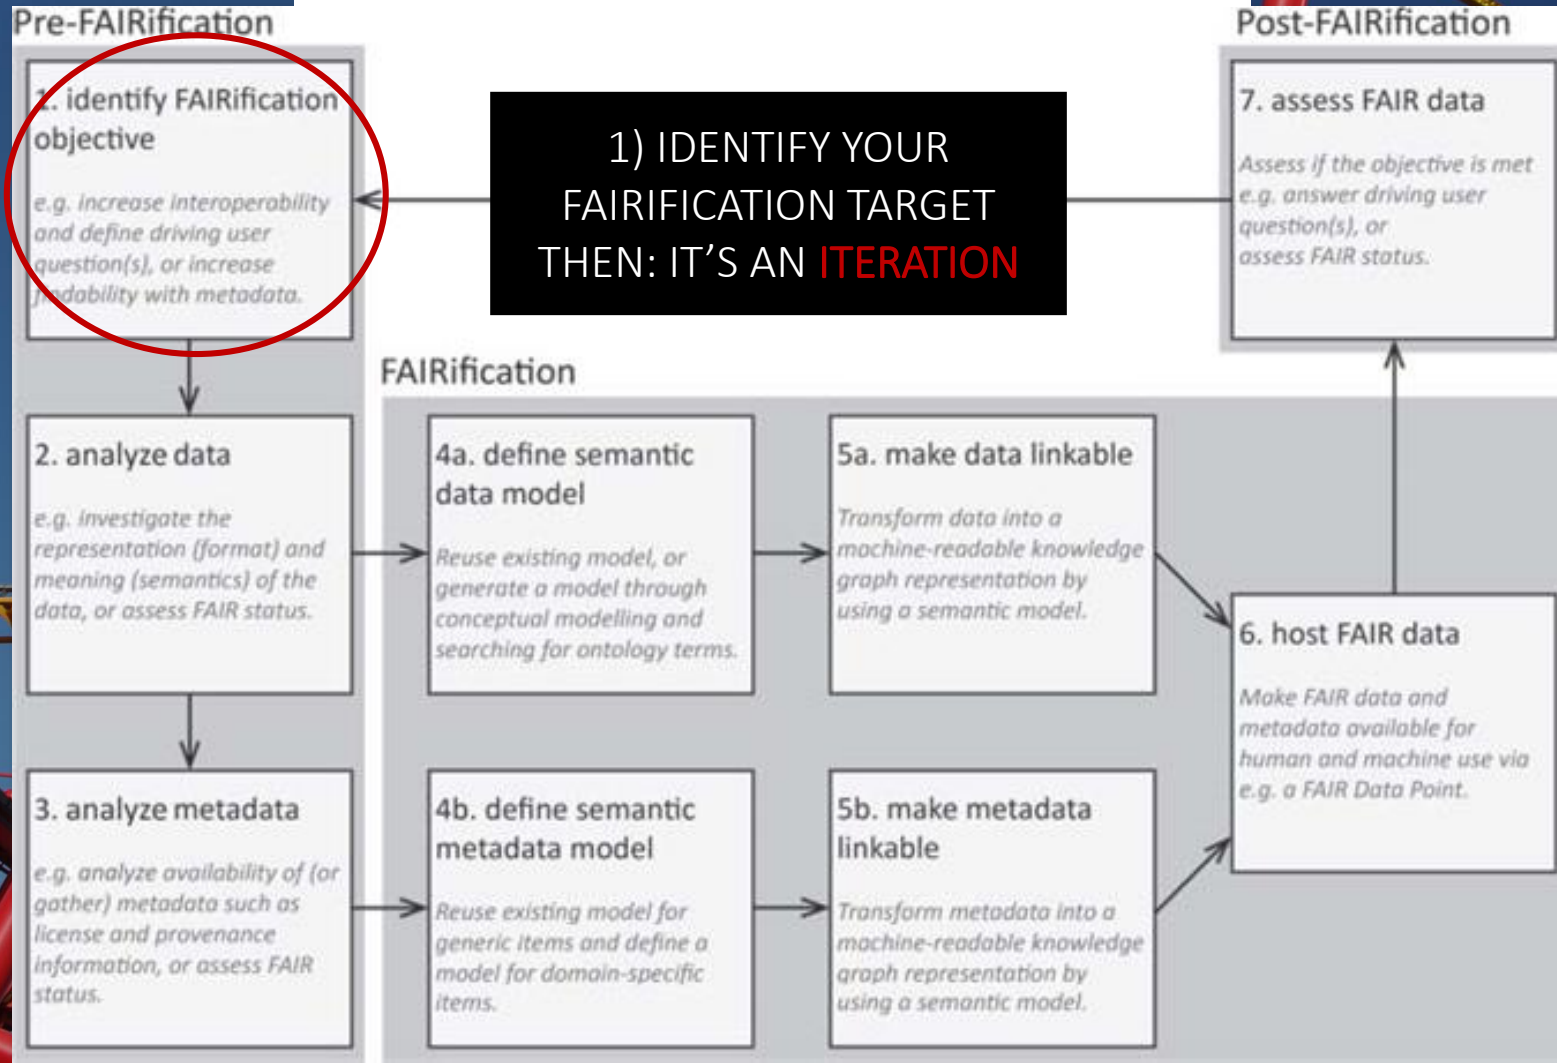 Pre-FAIRification
1. identify FAIRification
objective
e.g. increase interoperability
and define driving user
question(s), or increase
findability with metadata.
1) IDENTIFY YOUR
FAIRIFICATION TARGET
THEN: IT’S AN ITERATION
Post-FAIRification
7. assess FAIR data
Assess if the objective is met
e.g. answer driving user
question(s), or
assess FAIR status.
FAIRification
2. analyze data
e.g. investigate the
representation (format) and
meaning (semantics) of the
data, or assess FAIR status.
4a. define semantic
data model
Reuse existing model, or
generate a model through
conceptual modelling and
searching for ontology terms.
5a. make data linkable
Transform data into a
machine-readable knowledge
graph representation by
using a semantic model.
6. host FAIR data
Make FAIR data and
metadata available for
human and machine use via
e.g. a FAIR Data Point.
3. analyze metadata
e.g. analyze availability of (or
gather) metadata such as
license and provenance
information, or assess FAIR
status.
4b. define semantic
metadata model
Reuse existing model for
generic items and define a
model for domain-specific
items.
5b. make metadata
linkable
Transform metadata into a
machine-readable knowledge
graph representation by
using a semantic model.